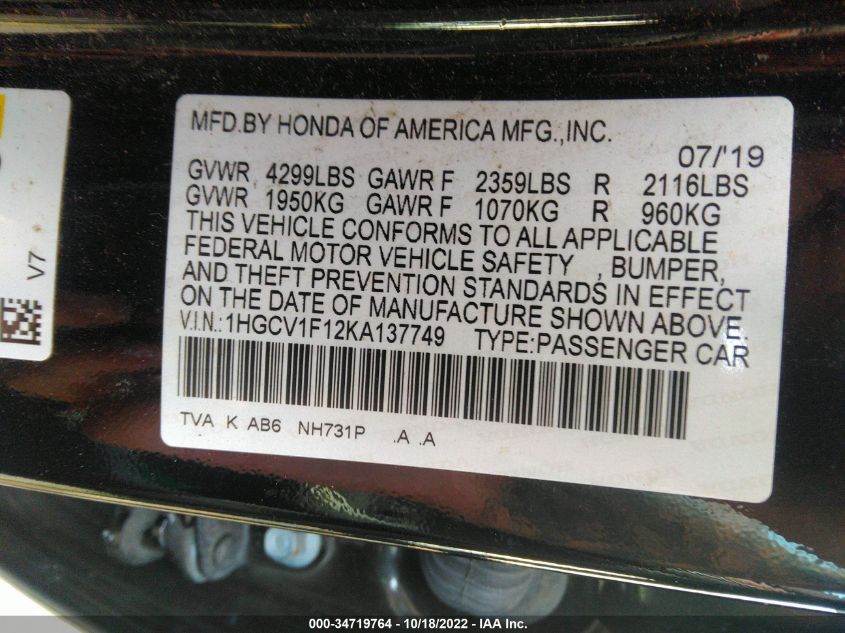 MFD.BY HONDA OF AMERICA MFG.,INC.
07/'19
GVWR 4299LBS GAWR F 2359LBS R 2116LBS
GVWR 1950KG GAWR F 1070KG R 960KG
THIS VEHICLE CONFORMS TO ALL APPLICABLE
FEDERAL MOTOR VEHICLE SAFETY , BUMPER,
AND THEFT PREVENTION STANDARDS IN EFFECT
ON THE DATE OF MANUFACTURE SHOWN ABOVE.
V.I.N.:1HGCV1F12KA137749 TYPE:PASSENGER CAR
TVA K AB6 NH731P .A .A
V7
000-34719764 - 10/18/2022 - IAA Inc.